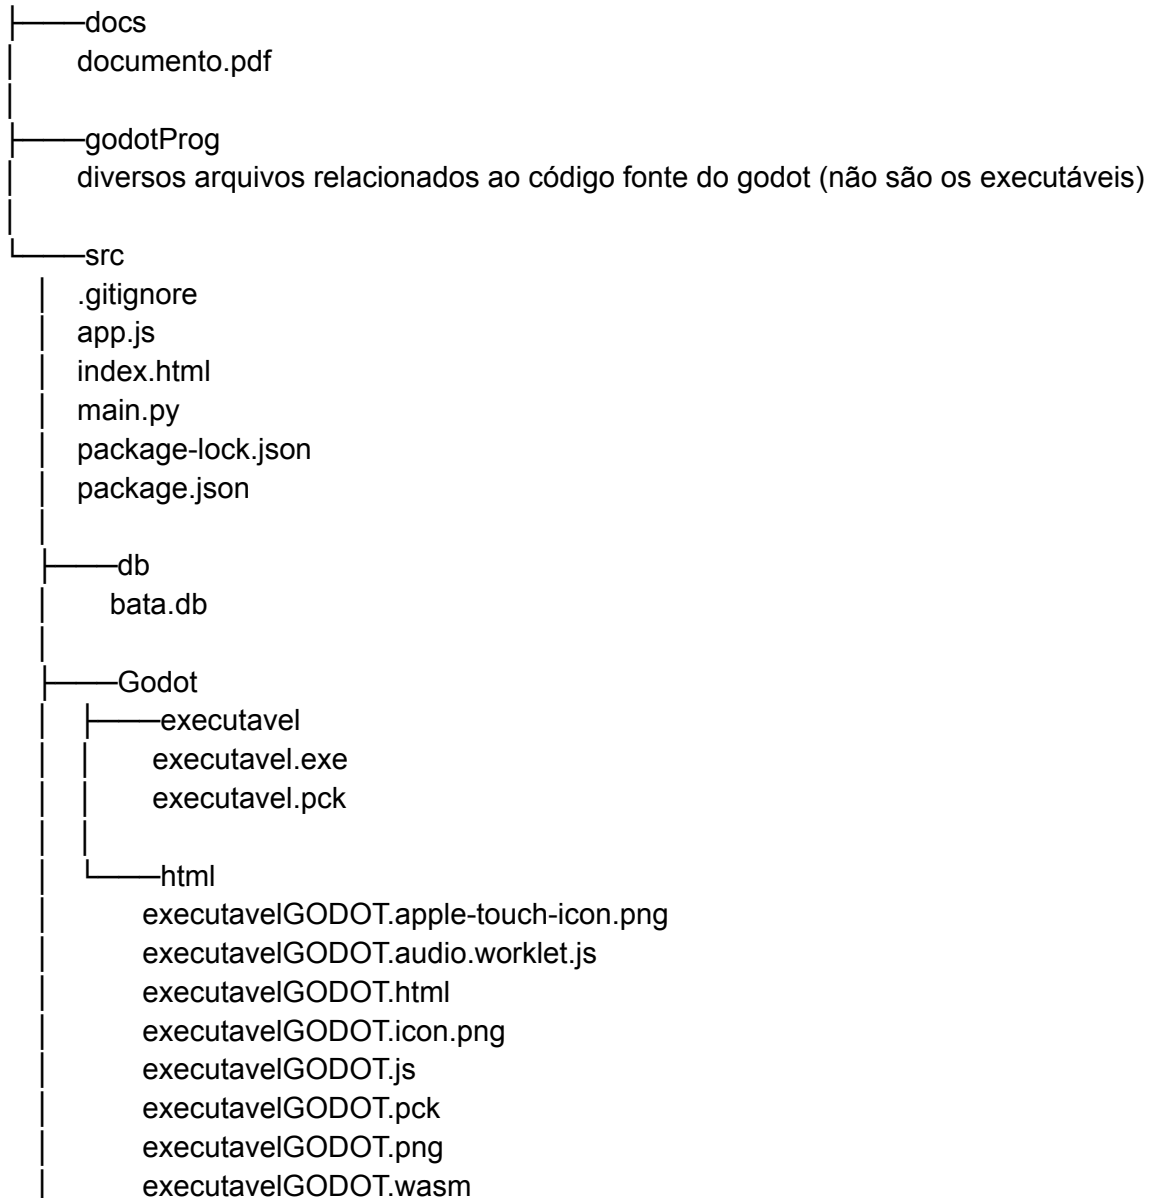 ├───docs
│ documento.pdf
│
├───godotProg
│ diversos arquivos relacionados ao código fonte do godot (não são os executáveis)
│
└───src
│ .gitignore
│ app.js
│ index.html
│ main.py
│ package-lock.json
│ package.json
│
├───db
│ bata.db
│
├───Godot
│ ├───executavel
│ │ executavel.exe
│ │ executavel.pck
│ │
│ └───html
│ executavelGODOT.apple-touch-icon.png
│ executavelGODOT.audio.worklet.js
│ executavelGODOT.html
│ executavelGODOT.icon.png
│ executavelGODOT.js
│ executavelGODOT.pck
│ executavelGODOT.png
│ executavelGODOT.wasm